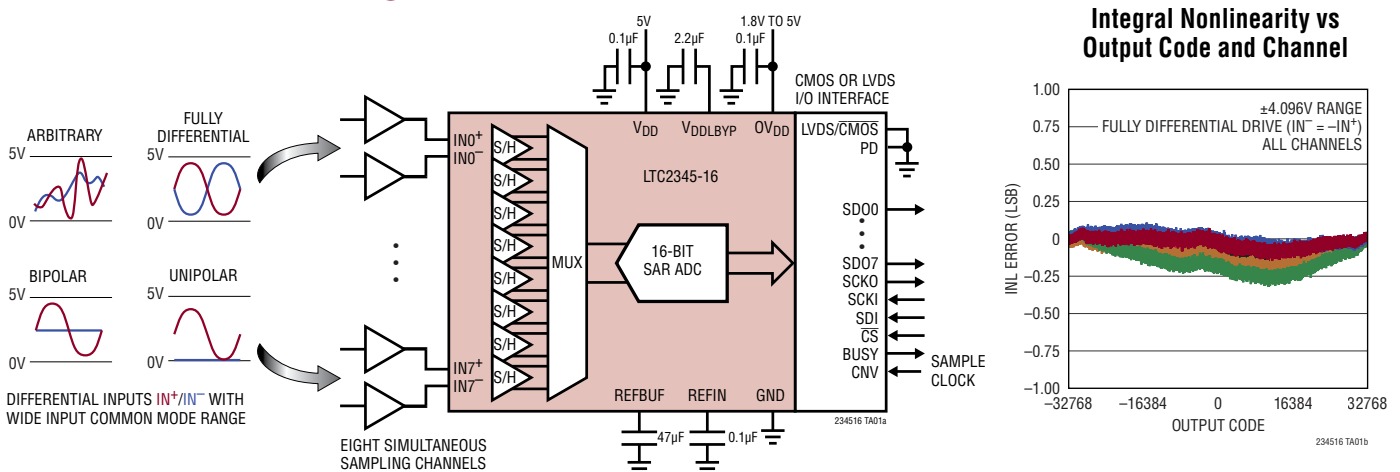 ARBITRARY
5V
0V
FULLY
DIFFERENTIAL
5V
0V
BIPOLAR
5V
0V
UNIPOLAR
5V
0V
DIFFERENTIAL INPUTS IN+/IN– WITH
WIDE INPUT COMMON MODE RANGE
EIGHT SIMULTANEOUS
SAMPLING CHANNELS
5V
0.1µF
2.2µF
1.8V TO 5V
0.1µF
CMOS OR LVDS
I/O INTERFACE
VDD
VDDLBYP
OVDD
IN0+
IN0–
S/H
S/H
S/H
S/H
S/H
S/H
S/H
S/H
MUX
LTC2345-16
16-BIT
SAR ADC
IN7+
IN7–
REFBUF
REFIN
GND
47µF
0.1µF
LVDS/C̅M̅O̅S̅
PD
SDO0
SDO7
SCKO
SCKI
SDI
C̅S̅
BUSY
CNV
SAMPLE
CLOCK
234516 TA01a
Integral Nonlinearity vs
Output Code and Channel
±4.096V RANGE
FULLY DIFFERENTIAL DRIVE (IN– = –IN+)
ALL CHANNELS
INL ERROR (LSB)
1.00
0.75
0.50
0.25
0
–0.25
–0.50
–0.75
–1.00
–32768
–16384
0
16384
32768
OUTPUT CODE
234516 TA01b